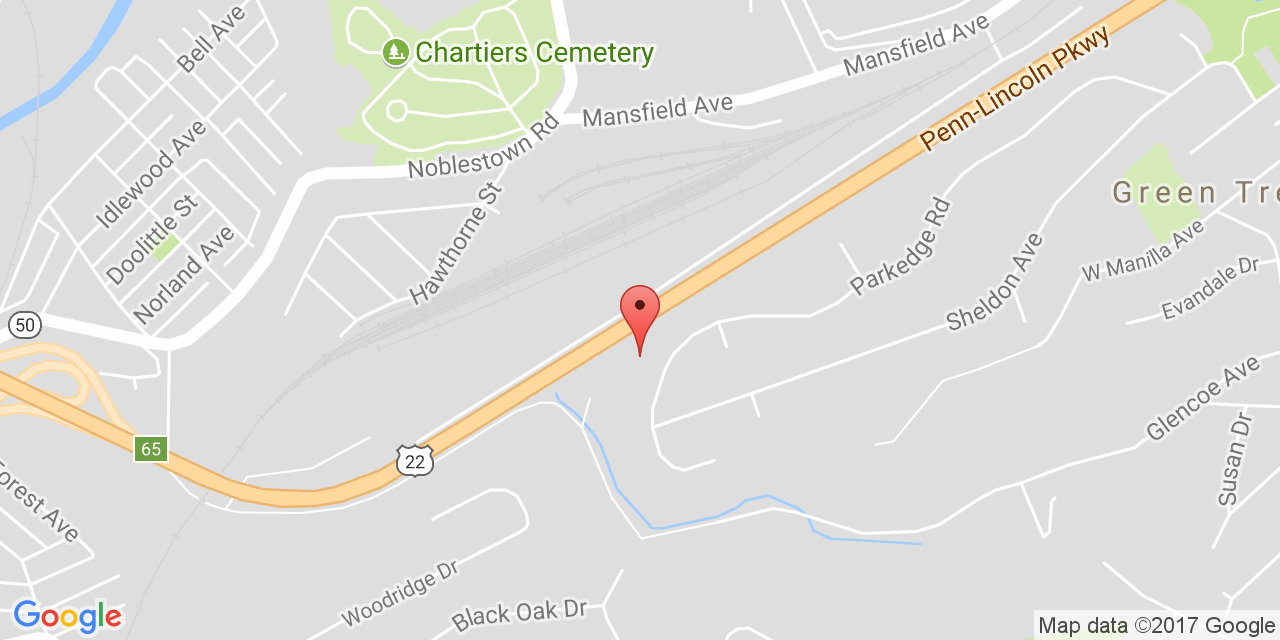 Bell Ave
Chartiers Cemetery
Mansfield Ave
Penn-Lincoln Pkwy
Mansfield Ave
Noblestown Rd
Idlewood Ave
Green Tre
Doolittle St
Hawthorne St
Norland Ave
Parkedge Rd
Sheldon Ave
W Manilla Ave
Evandale Dr
50
Glencoe Ave
65
22
Susan Dr
Forest Ave
Woodridge Dr
Black Oak Dr
Google
Map data ©2017 Google